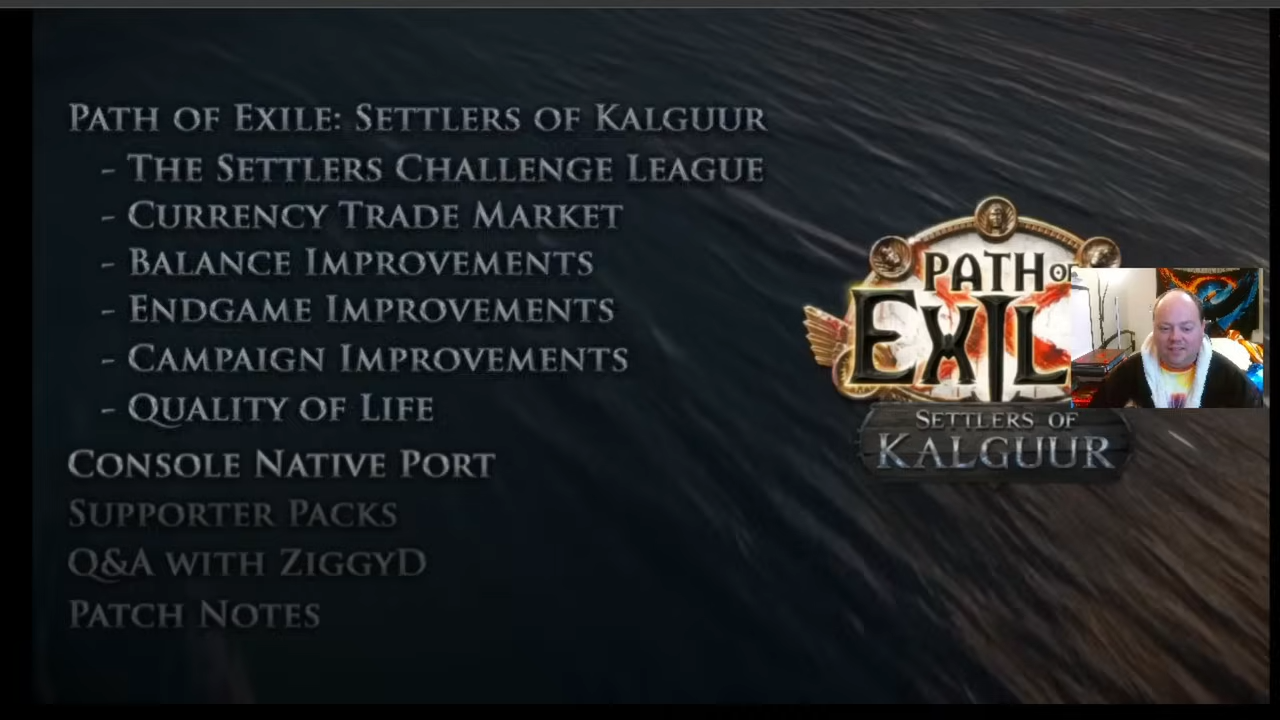 PATH OF EXILE: SETTLERS OF KALGUUR
- THE SETTLERS CHALLENGE LEAGUE
- CURRENCY TRADE MARKET
- BALANCE IMPROVEMENTS
- ENDGAME IMPROVEMENTS
- CAMPAIGN IMPROVEMENTS
- QUALITY OF LIFE
CONSOLE NATIVE PORT
SUPPORTER PACKS
Q&A WITH ZIGGYD
PATCH NOTES
PATH OF
EXIL
SETTLERS OF
KALGUUR